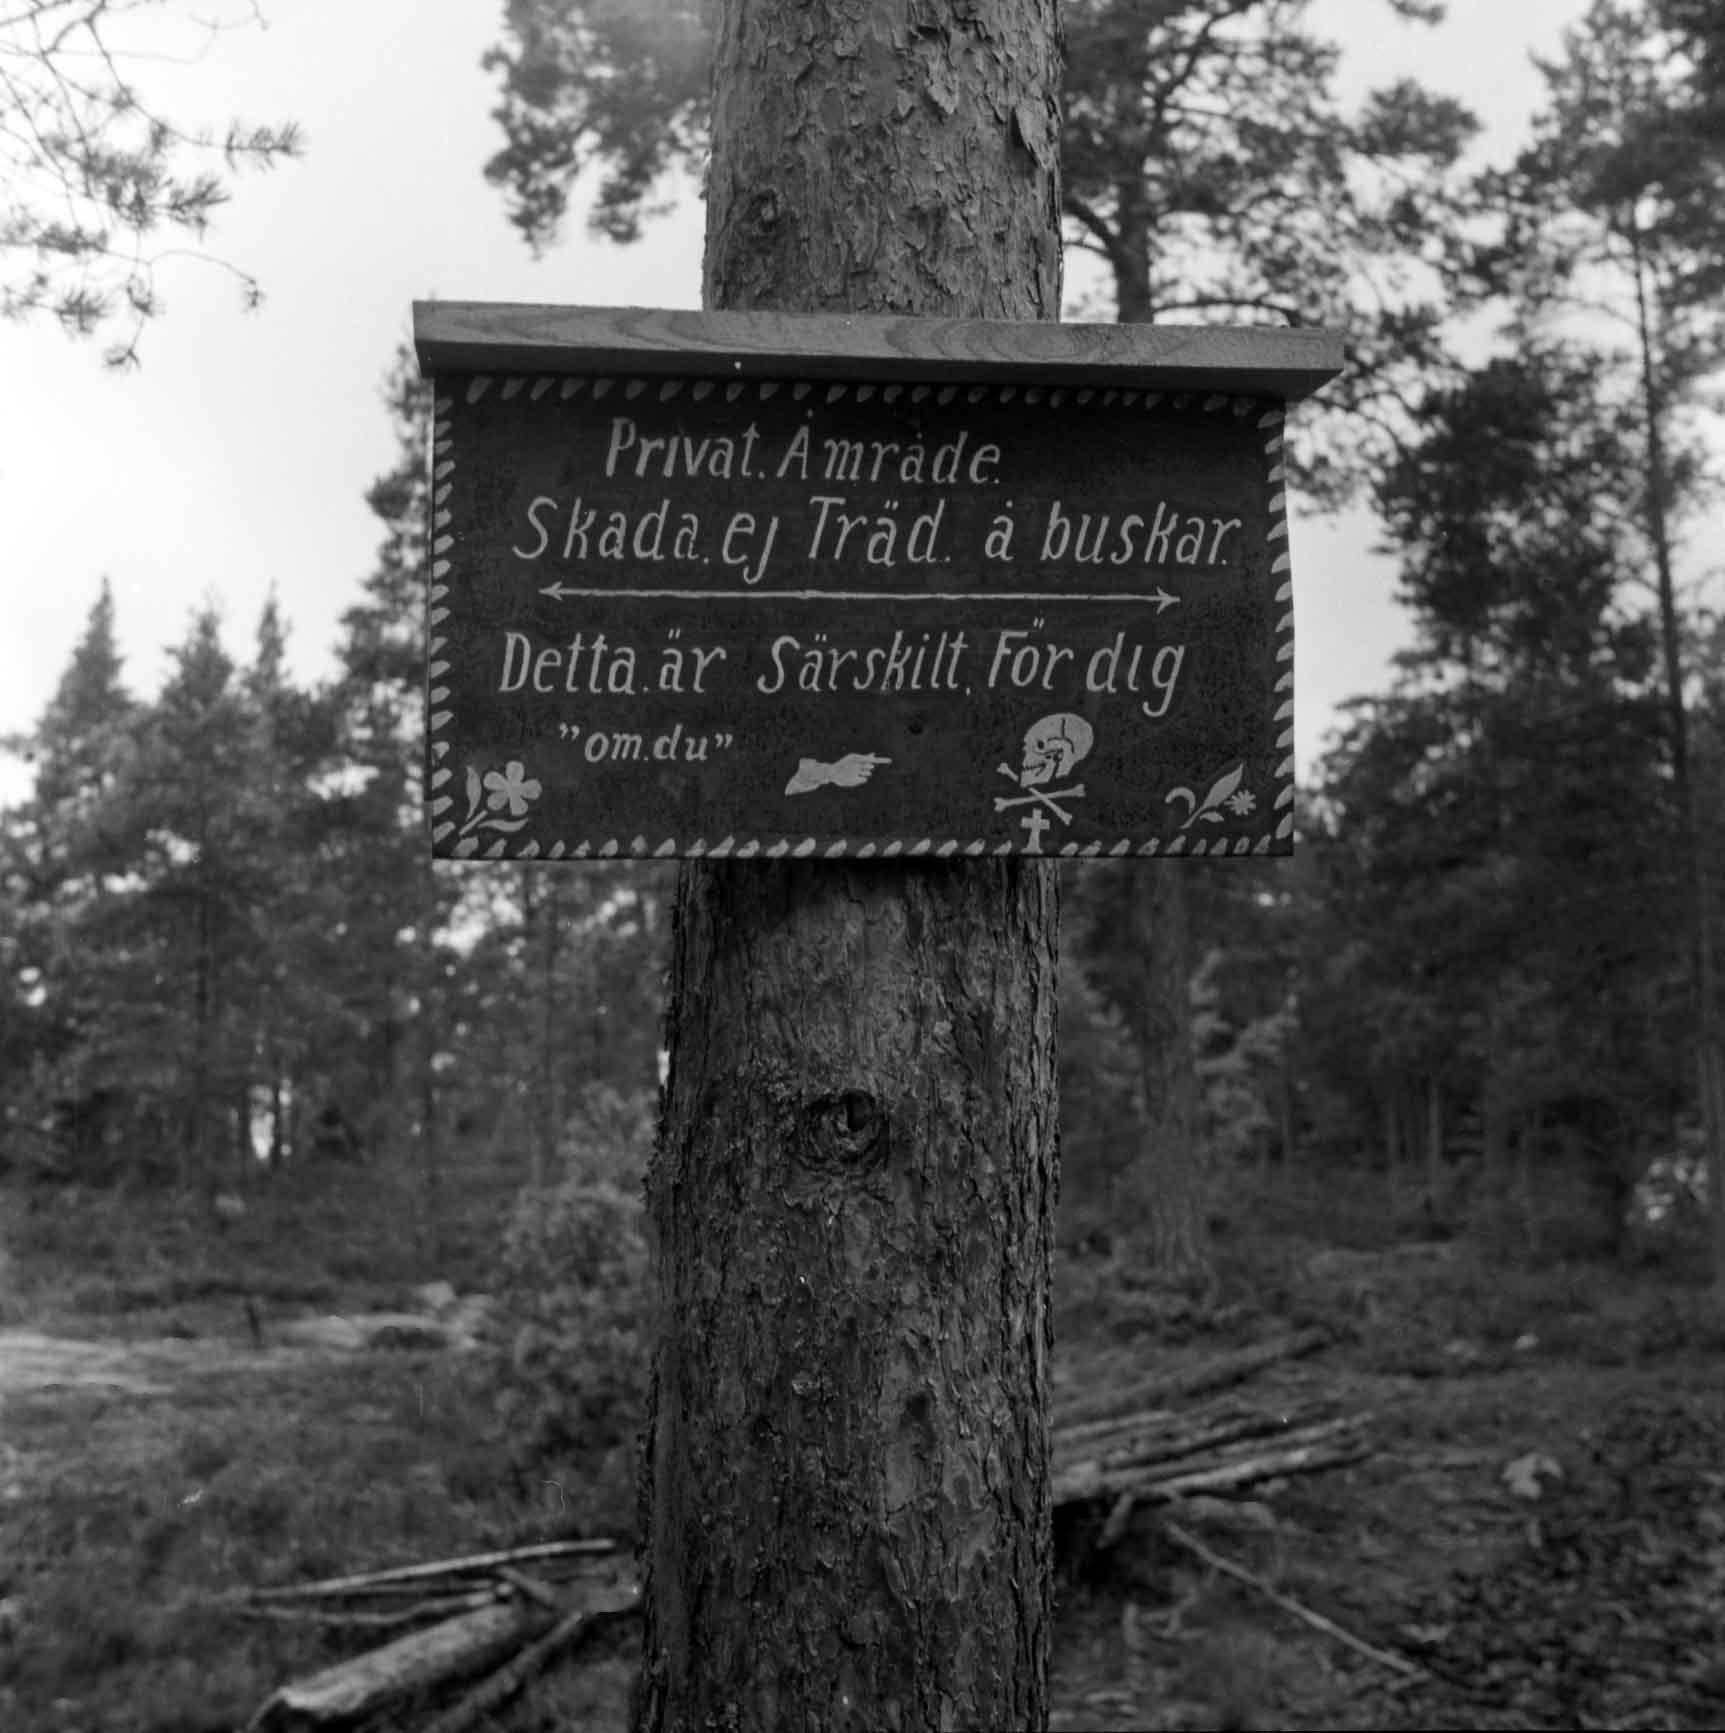 Privat. Åmråde.
Skada. ej Träd. å buskar.
Detta. är Särskilt. För dig
"om. du"